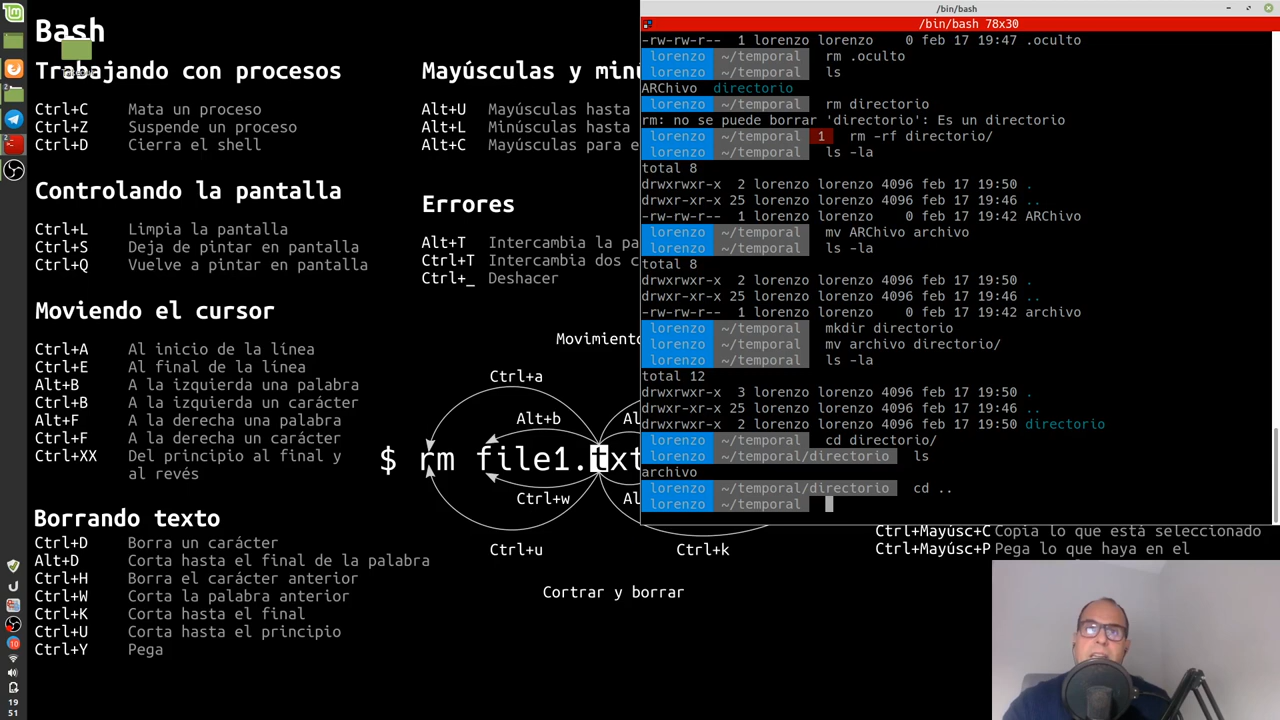 Bash
Trabajando con procesos
Ctrl+C Mata un proceso
Ctrl+Z Suspende un proceso
Ctrl+D Cierra el shell
Controlando la pantalla
Ctrl+L Limpia la pantalla
Ctrl+S Deja de pintar en pantalla
Ctrl+Q Vuelve a pintar en pantalla
Moviendo el cursor
Ctrl+A Al inicio de la línea
Ctrl+E Al final de la línea
Alt+B A la izquierda una palabra
Ctrl+B A la izquierda un carácter
Alt+F A la derecha una palabra
Ctrl+F A la derecha un carácter
Ctrl+XX Del principio al final y
al revés
Borrando texto
Ctrl+D Borra un carácter
Alt+D Corta hasta el final de la palabra
Ctrl+H Borra el carácter anterior
Ctrl+W Corta la palabra anterior
Ctrl+K Corta hasta el final
Ctrl+U Corta hasta el principio
Ctrl+Y Pega
Mayúsculas y minú
Alt+U Mayúsculas hasta
Alt+L Minúsculas hasta
Alt+C Mayúsculas para e
Errores
Alt+T Intercambia la pa
Ctrl+T Intercambia dos c
Ctrl+_ Deshacer
Movimiento
Ctrl+a
Alt+b Al
$ rm file1.txt
Ctrl+w Al
Ctrl+u Ctrl+k
Cortrar y borrar
Ctrl+Mayúsc+C Copia lo que está seleccionado
Ctrl+Mayúsc+P Pega lo que haya en el
/bin/bash
/bin/bash 78x30
-rw-rw-r-- 1 lorenzo lorenzo 0 feb 17 19:47 .oculto
lorenzo ~/temporal rm .oculto
lorenzo ~/temporal ls
ARChivo directorio
lorenzo ~/temporal rm directorio
rm: no se puede borrar 'directorio': Es un directorio
lorenzo ~/temporal 1 rm -rf directorio/
lorenzo ~/temporal ls -la
total 8
drwxrwxr-x 2 lorenzo lorenzo 4096 feb 17 19:50 .
drwxr-xr-x 25 lorenzo lorenzo 4096 feb 17 19:46 ..
-rw-rw-r-- 1 lorenzo lorenzo 0 feb 17 19:42 ARChivo
lorenzo ~/temporal mv ARChivo archivo
lorenzo ~/temporal ls -la
total 8
drwxrwxr-x 2 lorenzo lorenzo 4096 feb 17 19:50 .
drwxr-xr-x 25 lorenzo lorenzo 4096 feb 17 19:46 ..
-rw-rw-r-- 1 lorenzo lorenzo 0 feb 17 19:42 archivo
lorenzo ~/temporal mkdir directorio
lorenzo ~/temporal mv archivo directorio/
lorenzo ~/temporal ls -la
total 12
drwxrwxr-x 3 lorenzo lorenzo 4096 feb 17 19:50 .
drwxr-xr-x 25 lorenzo lorenzo 4096 feb 17 19:46 ..
drwxrwxr-x 2 lorenzo lorenzo 4096 feb 17 19:50 directorio
lorenzo ~/temporal cd directorio/
lorenzo ~/temporal/directorio ls
archivo
lorenzo ~/temporal/directorio cd ..
lorenzo ~/temporal
19
51